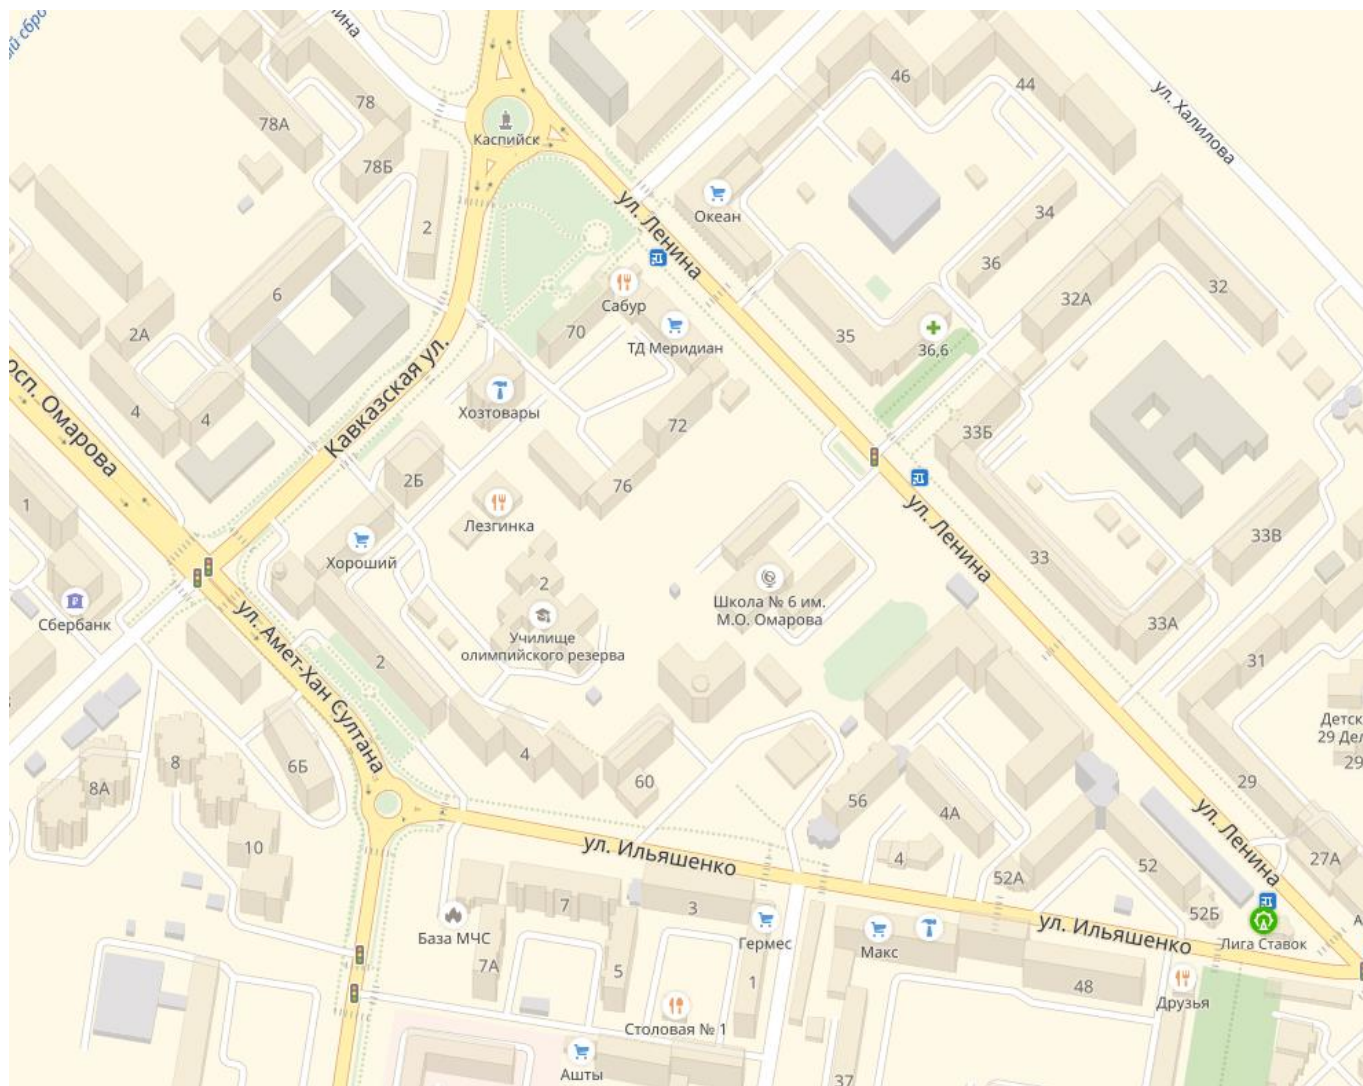 ул. Халилова
46
44
78
78А
Каспийск
78Б
Океан
ул. Ленина
34
2
36
6
32
32А
Сабур
2А
70
ТД Меридиан
35
36,6
Кавказская ул.
Хозтовары
4
4
72
33Б
просп. Омарова
2Б
76
1
Лезгинка
ул. Ленина
33В
Хороший
33
2
Школа № 6 им.
М.О. Омарова
33А
Сбербанк
Училище
олимпийского резерва
ул. Амет-Хан Султана
2
31
Детск
29 Дел
4
8
6Б
60
29
29
8А
56
4А
ул. Ленина
10
ул. Ильяшенко
4
52
27А
52А
7
3
52Б
База МЧС
Гермес
Макс
ул. Ильяшенко
Лига Ставок
7А
5
1
48
Друзья
Столовая № 1
Ашты
37